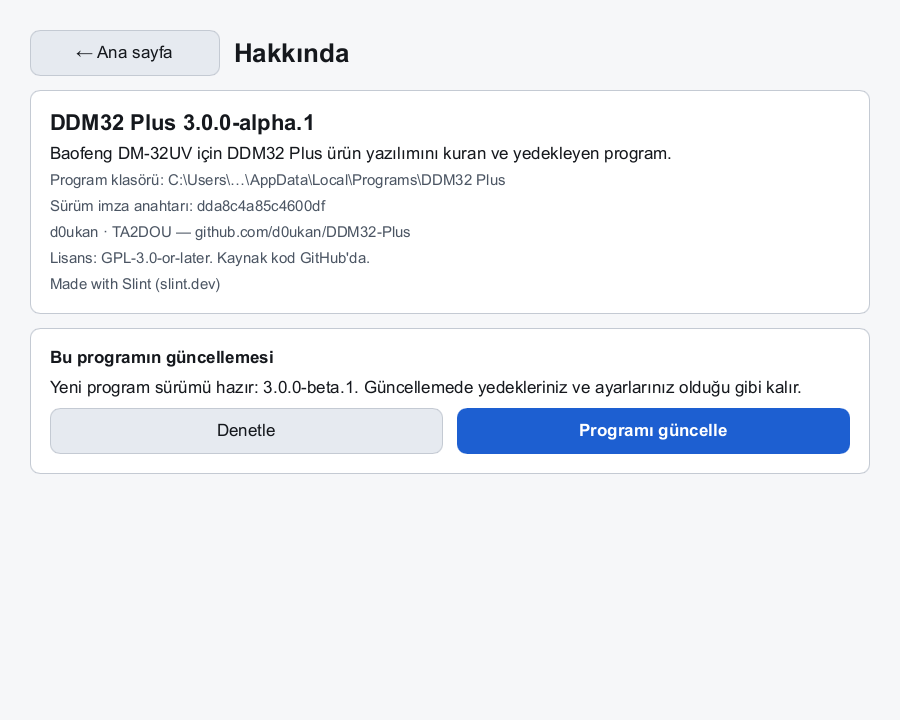 ← Ana sayfa
Hakkında
DDM32 Plus 3.0.0-alpha.1
Baofeng DM-32UV için DDM32 Plus ürün yazılımını kuran ve yedekleyen program.
Program klasörü: C:\Users\…\AppData\Local\Programs\DDM32 Plus
Sürüm imza anahtarı: dda8c4a85c4600df
d0ukan · TA2DOU — github.com/d0ukan/DDM32-Plus
Lisans: GPL-3.0-or-later. Kaynak kod GitHub'da.
Made with Slint (slint.dev)
Bu programın güncellemesi
Yeni program sürümü hazır: 3.0.0-beta.1. Güncellemede yedekleriniz ve ayarlarınız olduğu gibi kalır.
Denetle
Programı güncelle